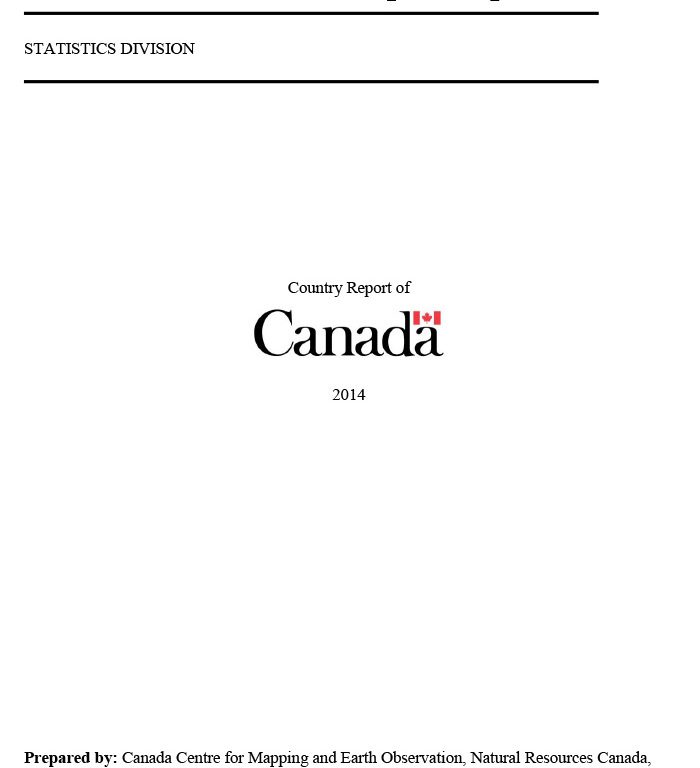 STATISTICS DIVISION
Country Report of
Canada
2014
Prepared by: Canada Centre for Mapping and Earth Observation, Natural Resources Canada,